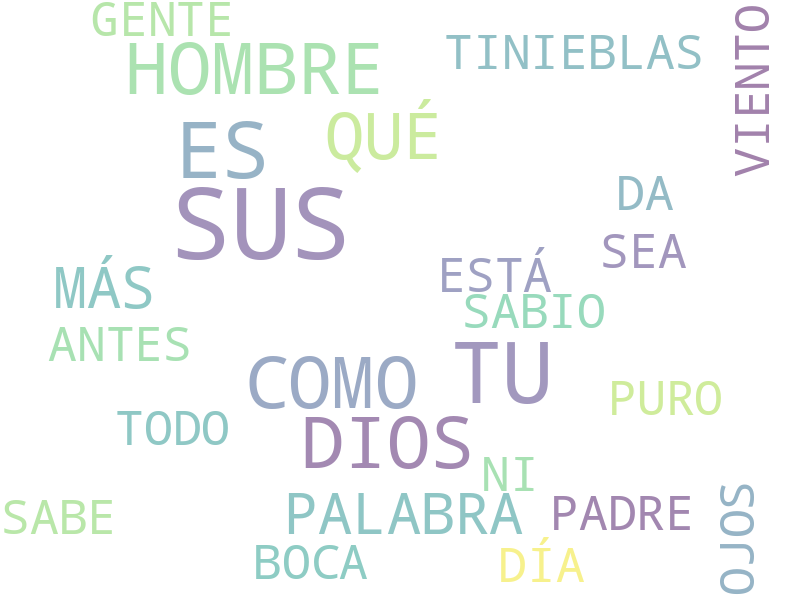 GENTE
HOMBRE
TINIEBLAS
VIENTO
ES
QUÉ
SUS
DA
SEA
MÁS
ESTÁ
SABIO
ANTES
COMO
TU
PURO
TODO
DIOS
NI
SABE
PALABRA
PADRE
OJOS
BOCA
DÍA